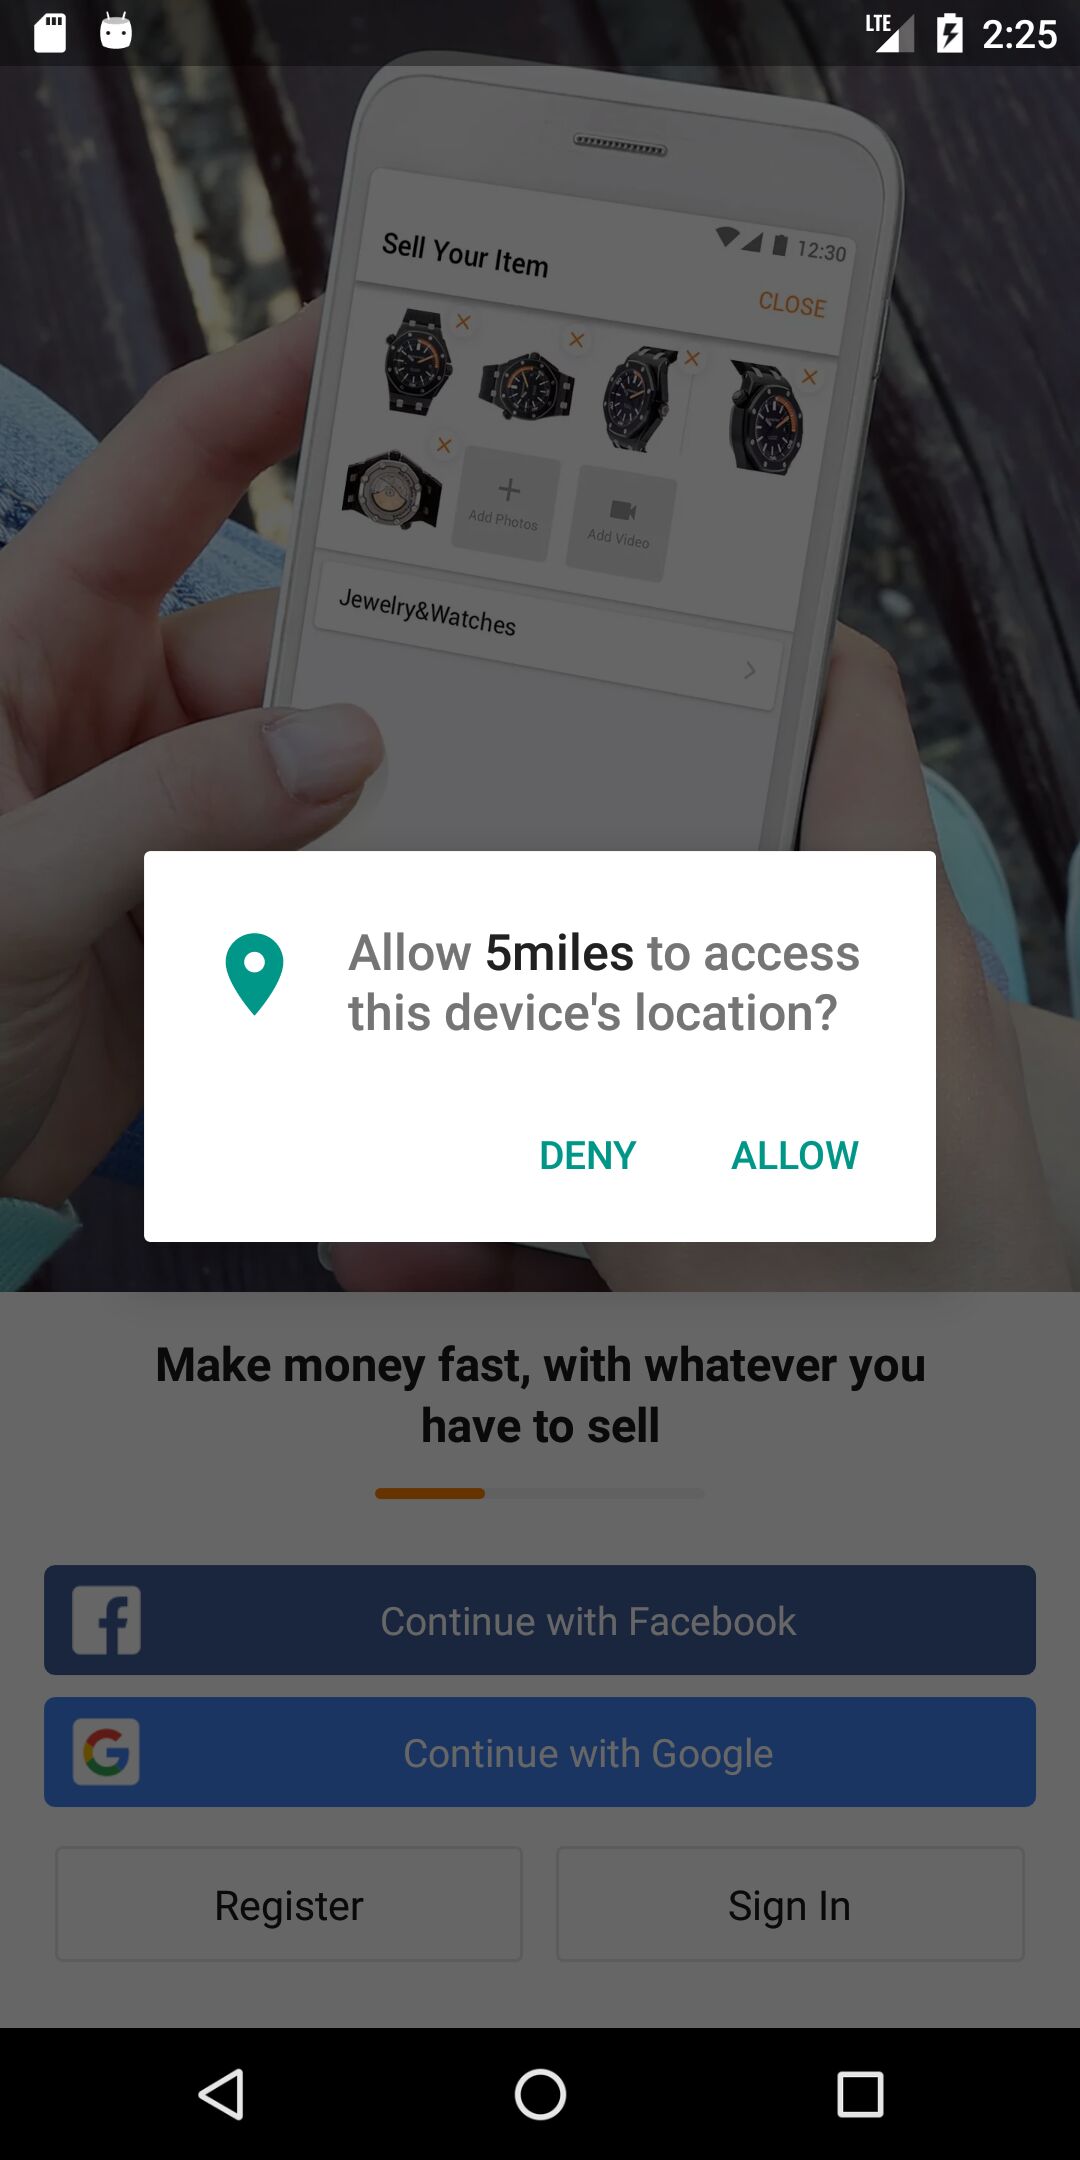 LTE 2:25
12:30
Sell Your Item
CLOSE
Add Photos
Add Video
Jewelry&Watches
Allow 5miles to access
this device's location?
DENY ALLOW
Make money fast, with whatever you
have to sell
Continue with Facebook
Continue with Google
Register Sign In